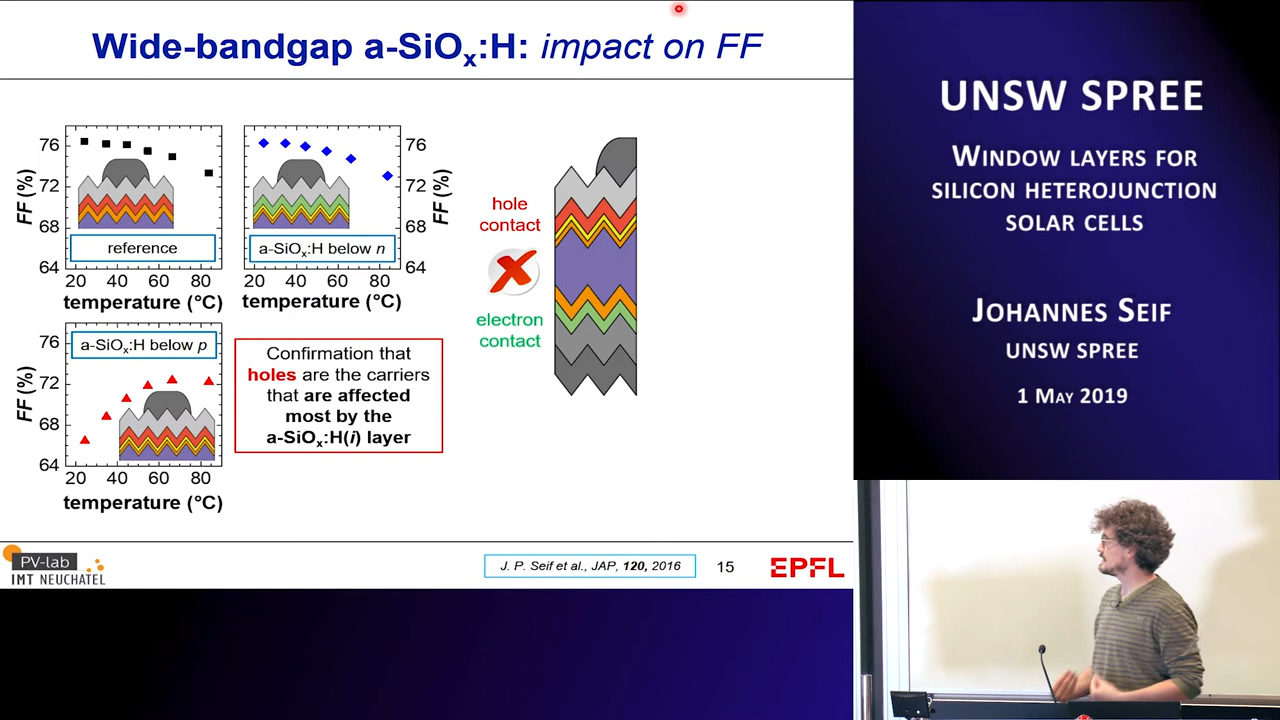 Wide-bandgap a-SiOx:H: impact on FF
FF (%)
76
72
68
64
reference
20 40 60 80
temperature (°C)
76
72
68
64
FF (%)
a-SiOx:H below n
20 40 60 80
temperature (°C)
FF (%)
76
72
68
64
a-SiOx:H below p
20 40 60 80
temperature (°C)
Confirmation that
holes are the carriers
that are affected
most by the
a-SiOx:H(i) layer
hole
contact
electron
contact
PV-lab
IMT NEUCHATEL
J. P. Seif et al., JAP, 120, 2016
15
EPFL
UNSW SPREE
WINDOW LAYERS FOR
SILICON HETEROJUNCTION
SOLAR CELLS
JOHANNES SEIF
UNSW SPREE
1 MAY 2019